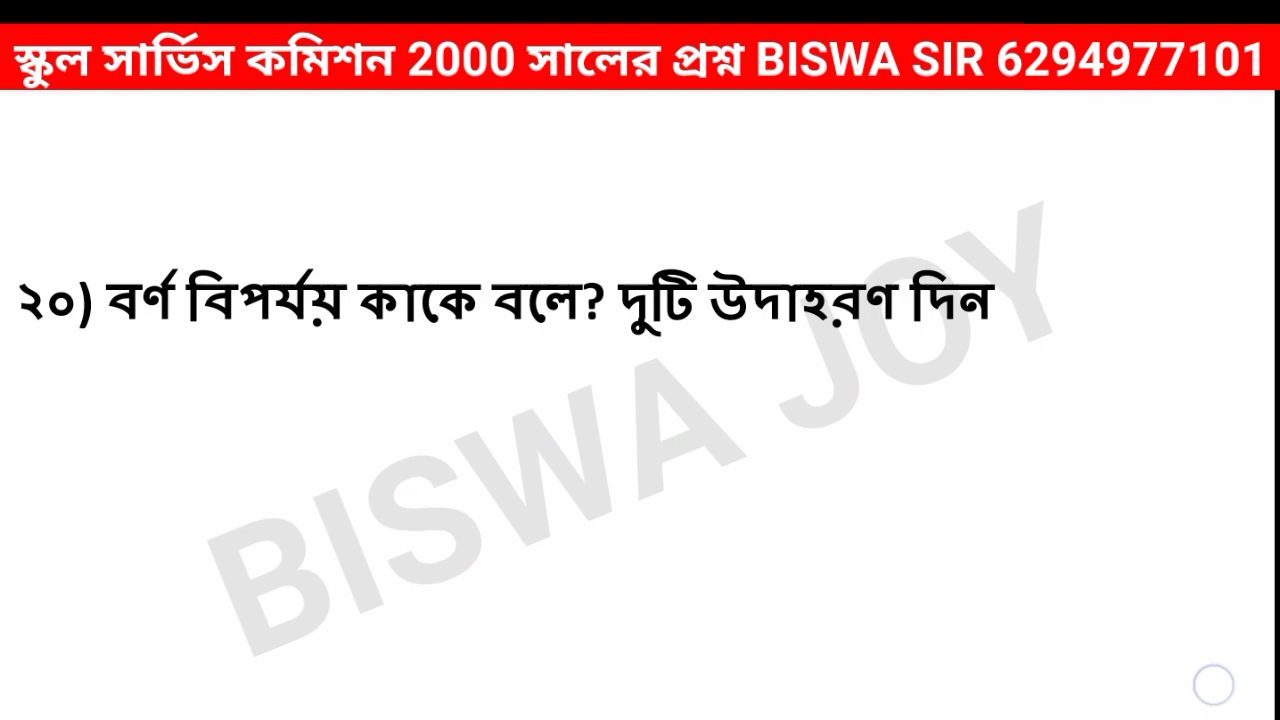 স্কুল সার্ভিস কমিশন 2000 সালের প্রশ্ন BISWA SIR 6294977101
২০) বর্ণ বিপর্যয় কাকে বলে? দুটি উদাহরণ দিন
BISWA JOY